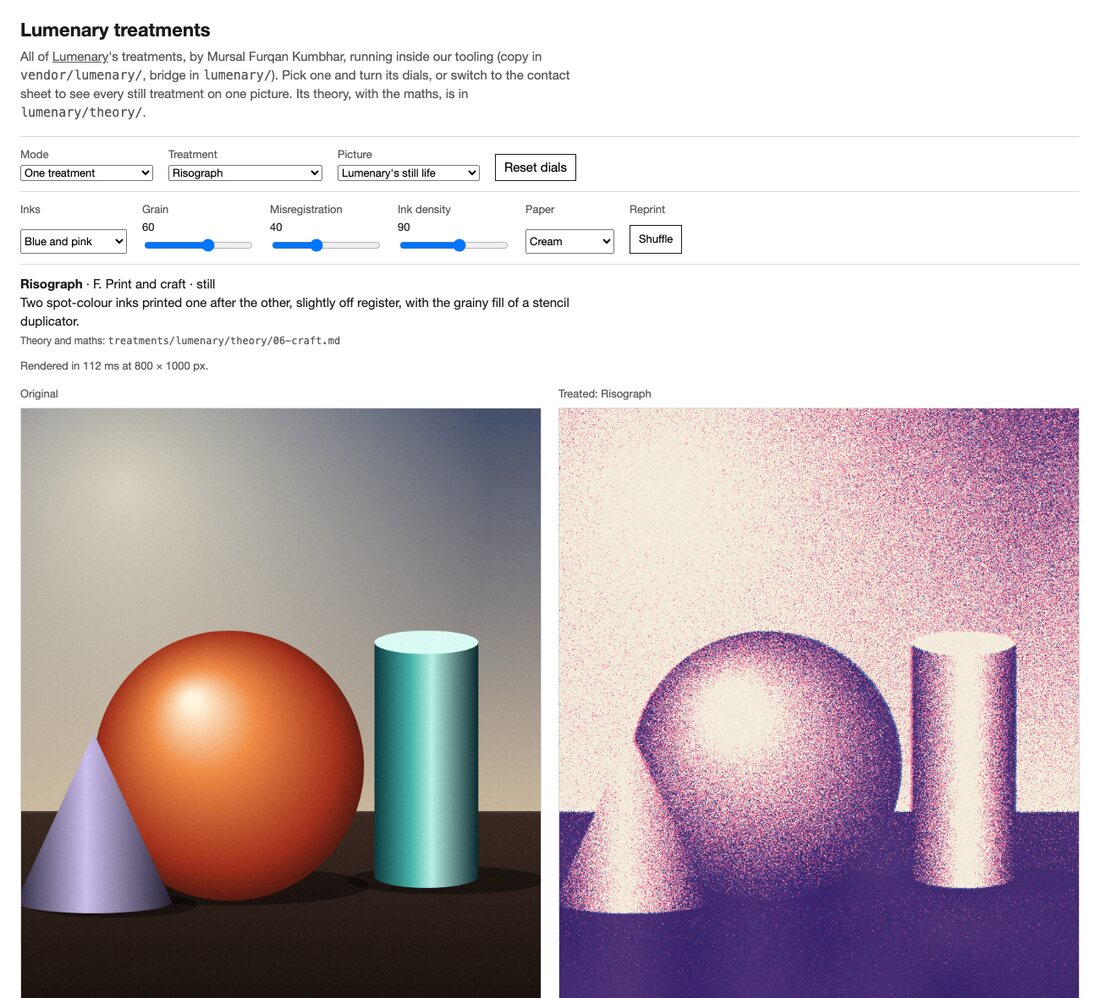 Lumenary treatments
All of Lumenary's treatments, by Mursal Furqan Kumbhar, running inside our tooling (copy in
vendor/lumenary/, bridge in lumenary/). Pick one and turn its dials, or switch to the contact
sheet to see every still treatment on one picture. Its theory, with the maths, is in
lumenary/theory/.
Mode Treatment Picture
One treatment Risograph Lumenary's still life Reset dials
Inks Grain Misregistration Ink density Paper Reprint
60 40 90
Blue and pink Cream Shuffle
Risograph · F. Print and craft · still
Two spot-colour inks printed one after the other, slightly off register, with the grainy fill of a stencil
duplicator.
Theory and maths: treatments/lumenary/theory/06-craft.md
Rendered in 112 ms at 800 × 1000 px.
Original Treated: Risograph